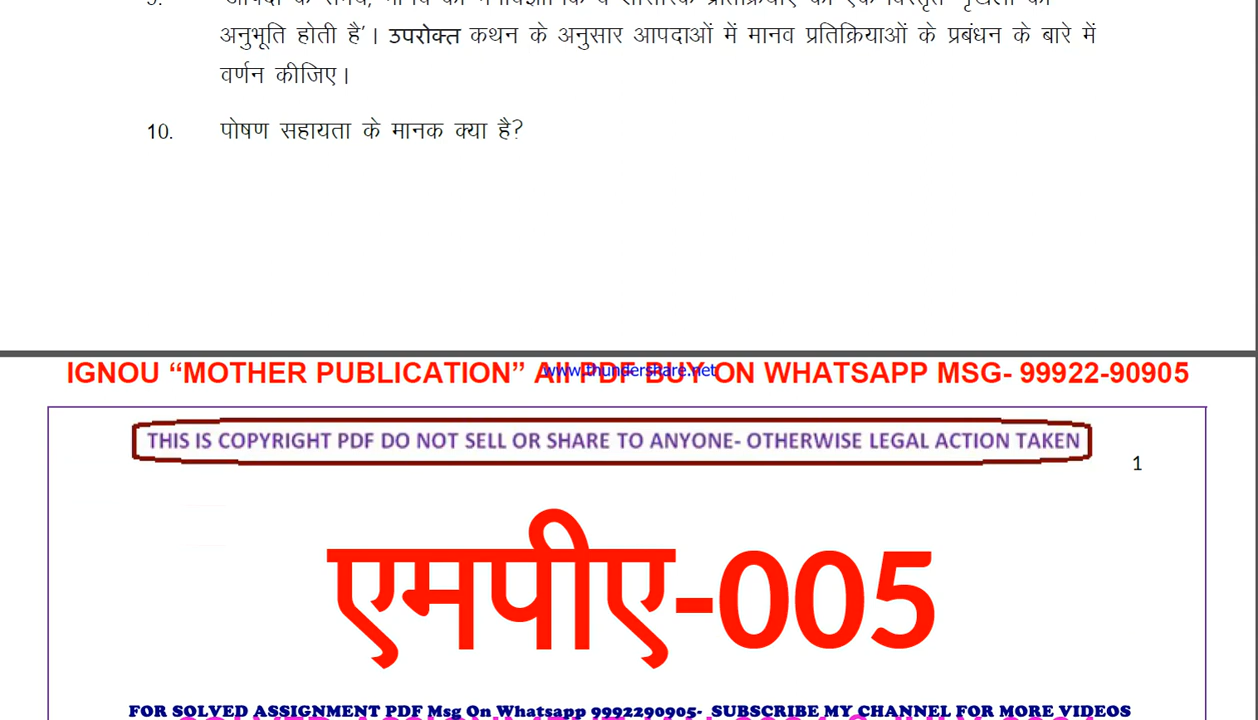 अनुभूति होती है’। उपरोक्त कथन के अनुसार आपदाओं में मानव प्रतिक्रियाओं के प्रबंधन के बारे में
वर्णन कीजिए।
10. पोषण सहायता के मानक क्या है?
IGNOU “MOTHER PUBLICATION” All PDF BUY ON WHATSAPP MSG- 99922-90905
www.thundershare.net
THIS IS COPYRIGHT PDF DO NOT SELL OR SHARE TO ANYONE- OTHERWISE LEGAL ACTION TAKEN
1
एमपीए-005
FOR SOLVED ASSIGNMENT PDF Msg On Whatsapp 9992290905- SUBSCRIBE MY CHANNEL FOR MORE VIDEOS